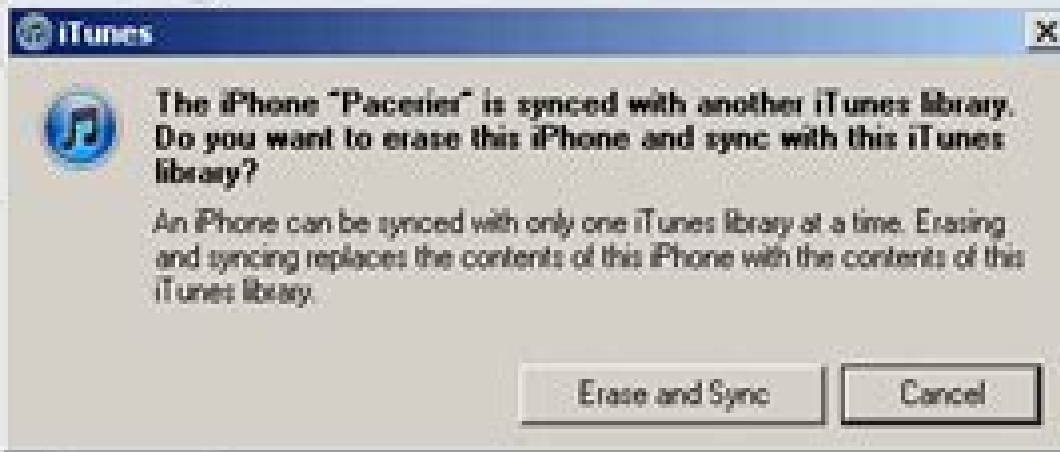 iTunes
The iPhone "Pacerier" is synced with another iTunes library.
Do you want to erase this iPhone and sync with this iTunes
library?
An iPhone can be synced with only one iTunes library at a time. Erasing
and syncing replaces the contents of this iPhone with the contents of this
iTunes library.
Erase and Sync
Cancel